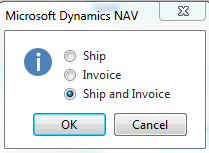 Microsoft Dynamics NAV
Ship
Invoice
Ship and Invoice
OK Cancel